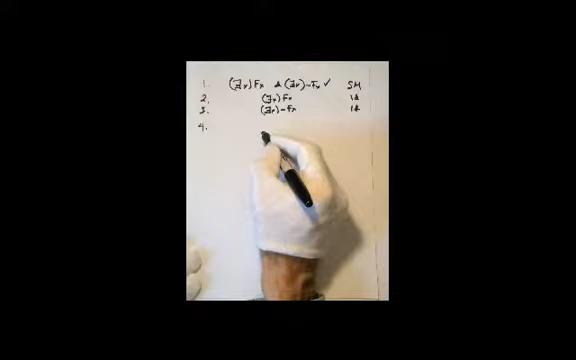 1. (∃x)Fx & (∃x)~Fx ✓ SM
2. (∃x)Fx 1&
3. (∃x)~Fx 1&
4.